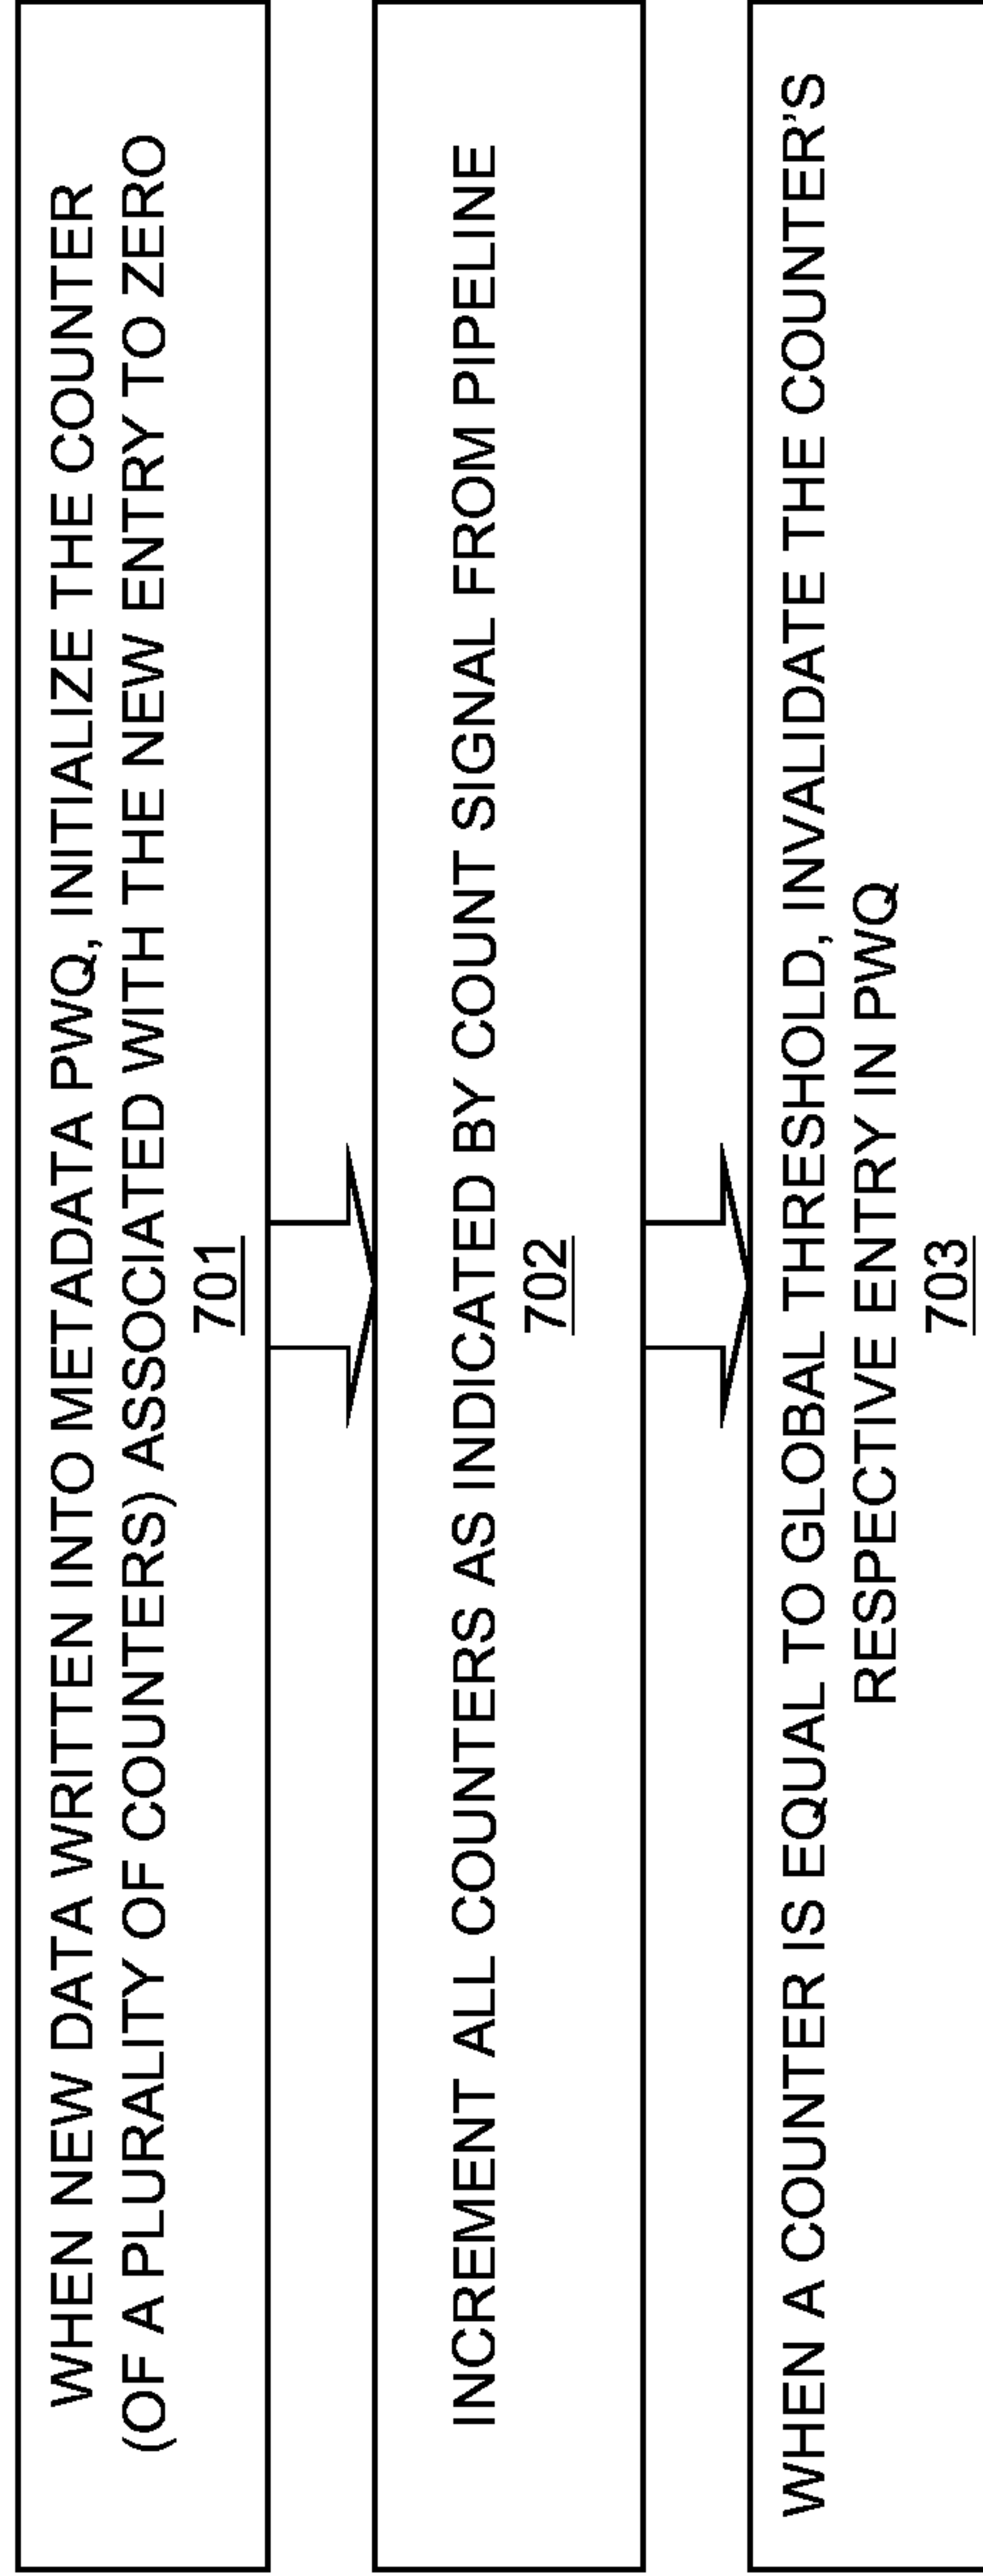 WHEN NEW DATA WRITTEN INTO METADATA PWQ, INITIALIZE THE COUNTER
(OF A PLURALITY OF COUNTERS) ASSOCIATED WITH THE NEW ENTRY TO ZERO
701
INCREMENT ALL COUNTERS AS INDICATED BY COUNT SIGNAL FROM PIPELINE
702
WHEN A COUNTER IS EQUAL TO GLOBAL THRESHOLD, INVALIDATE THE COUNTER'S
RESPECTIVE ENTRY IN PWQ
703